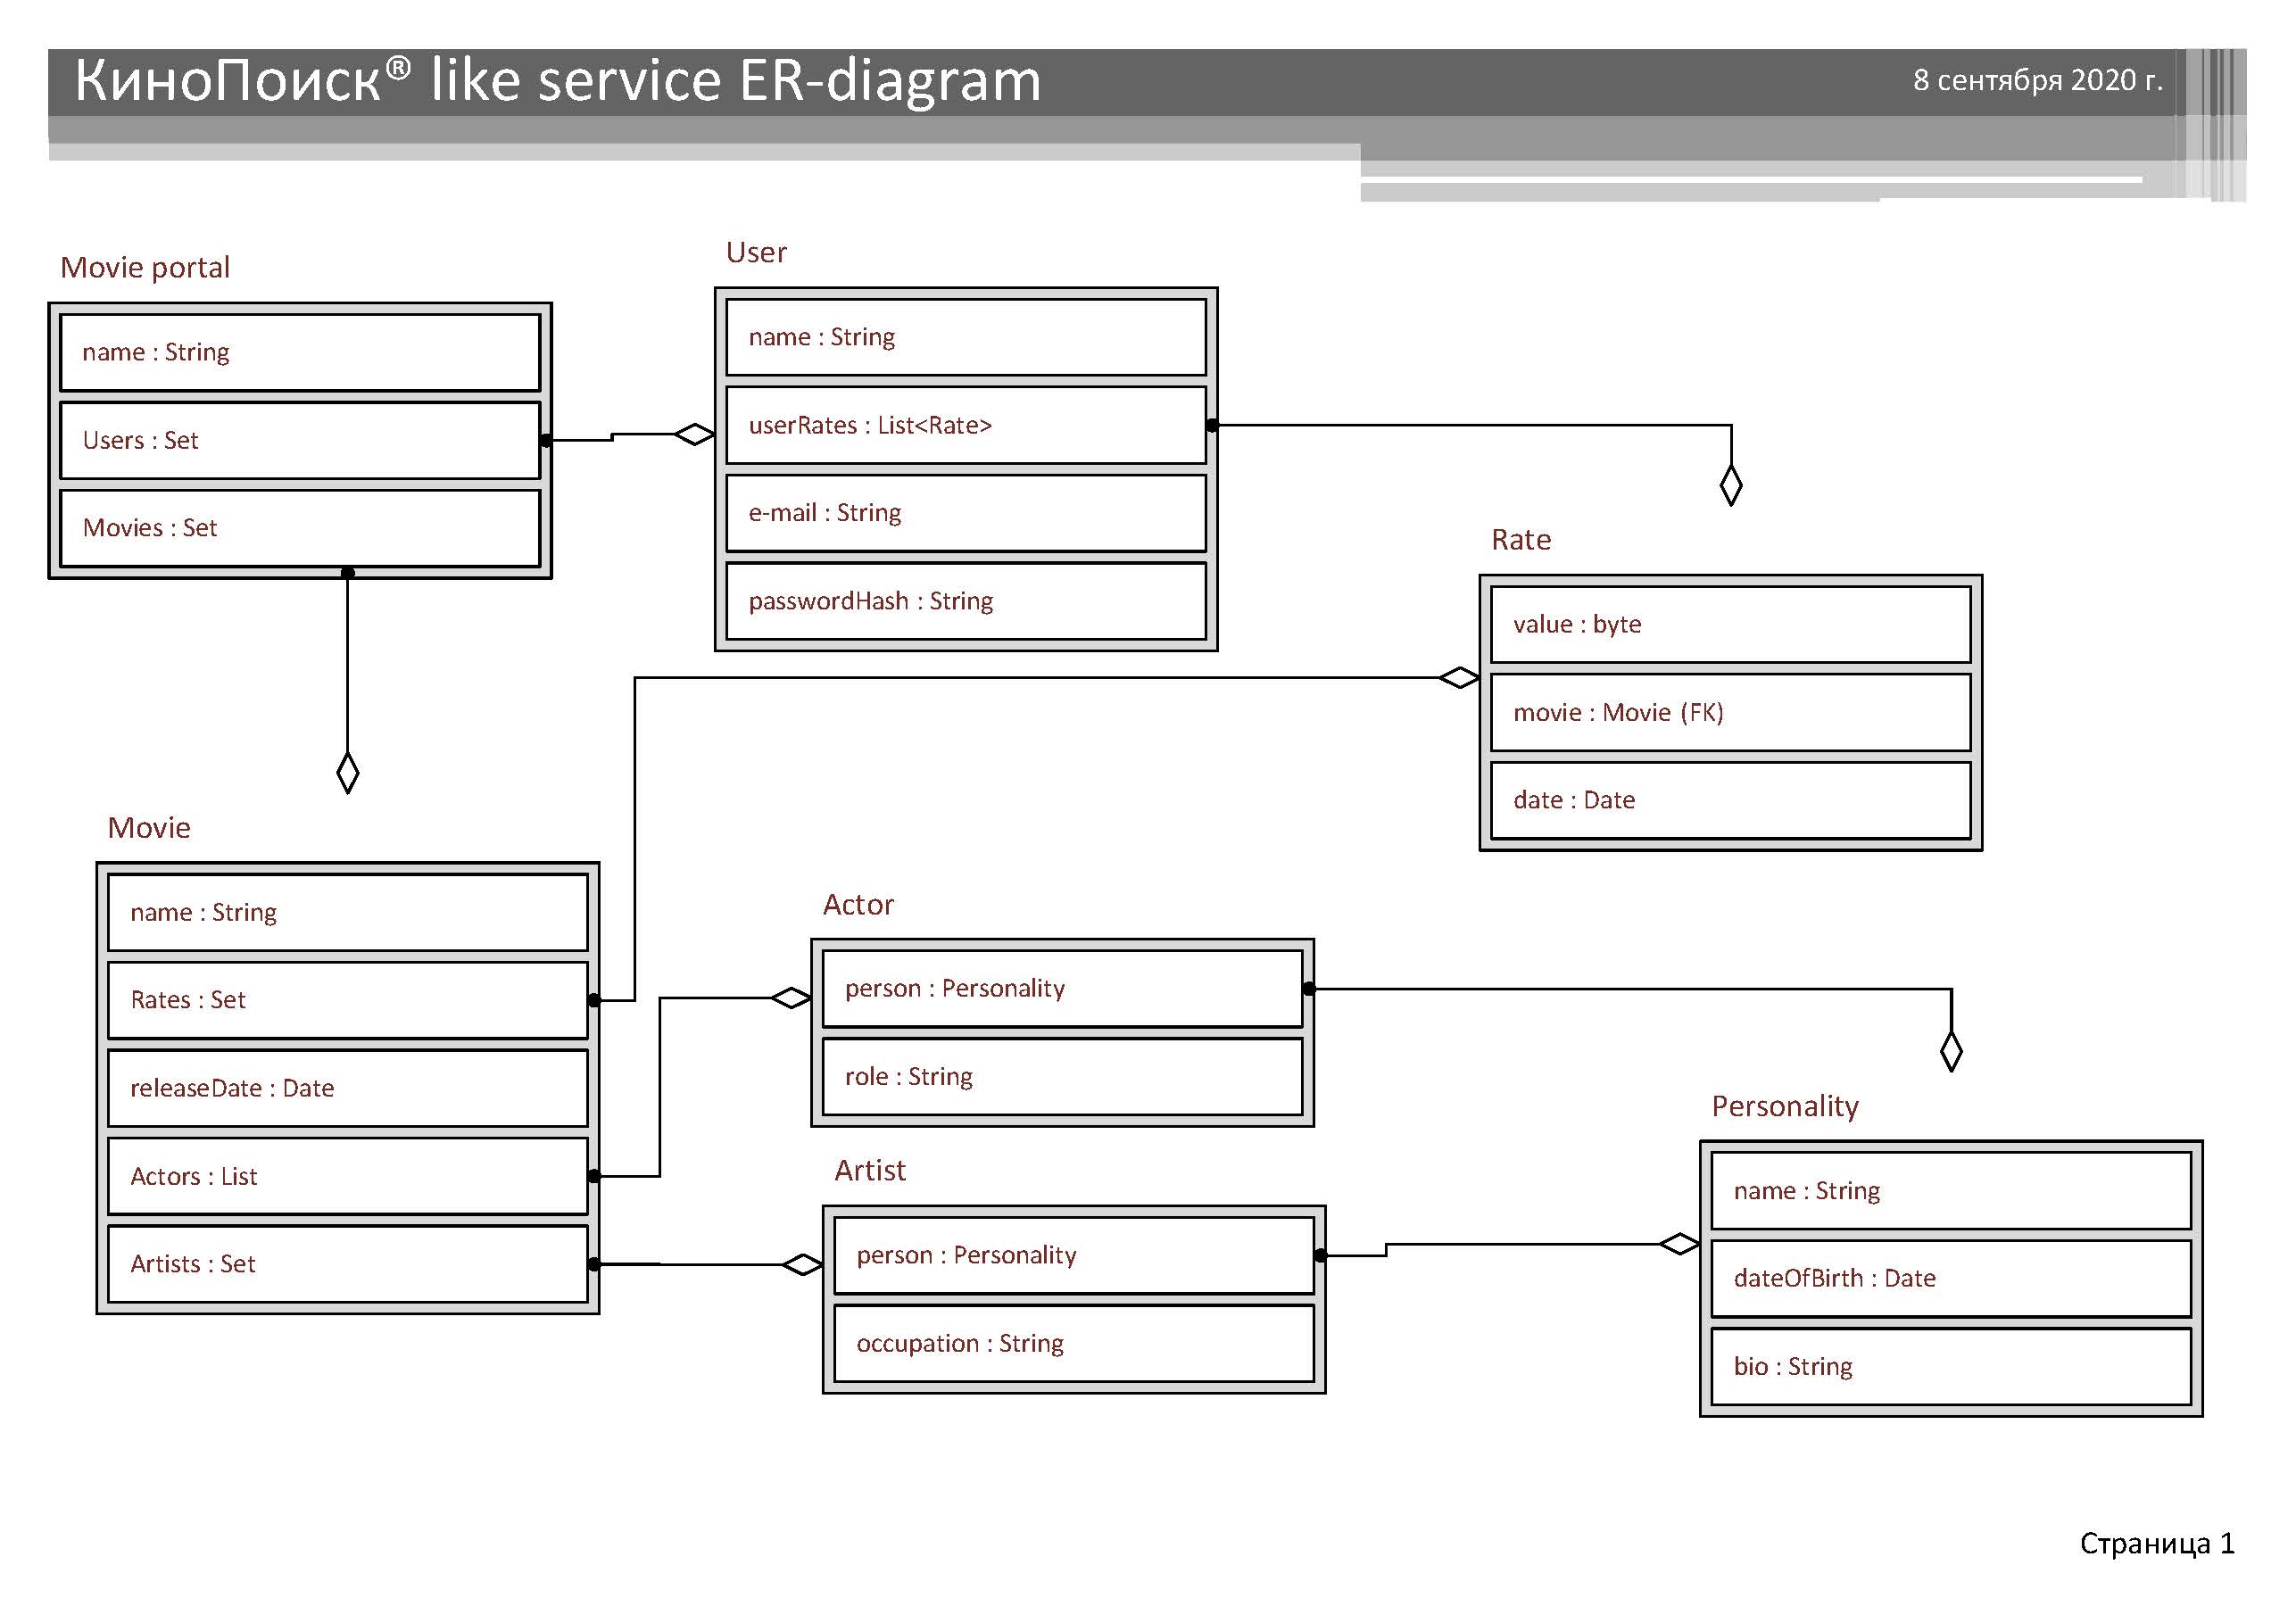 КиноПоиск® like service ER-diagram
8 сентября 2020 г.
Movie portal
name : String
Users : Set
Movies : Set
User
name : String
userRates : List<Rate>
e-mail : String
passwordHash : String
Rate
value : byte
movie : Movie (FK)
date : Date
Movie
name : String
Rates : Set
releaseDate : Date
Actors : List
Artists : Set
Actor
person : Personality
role : String
Artist
person : Personality
occupation : String
Personality
name : String
dateOfBirth : Date
bio : String
Страница 1